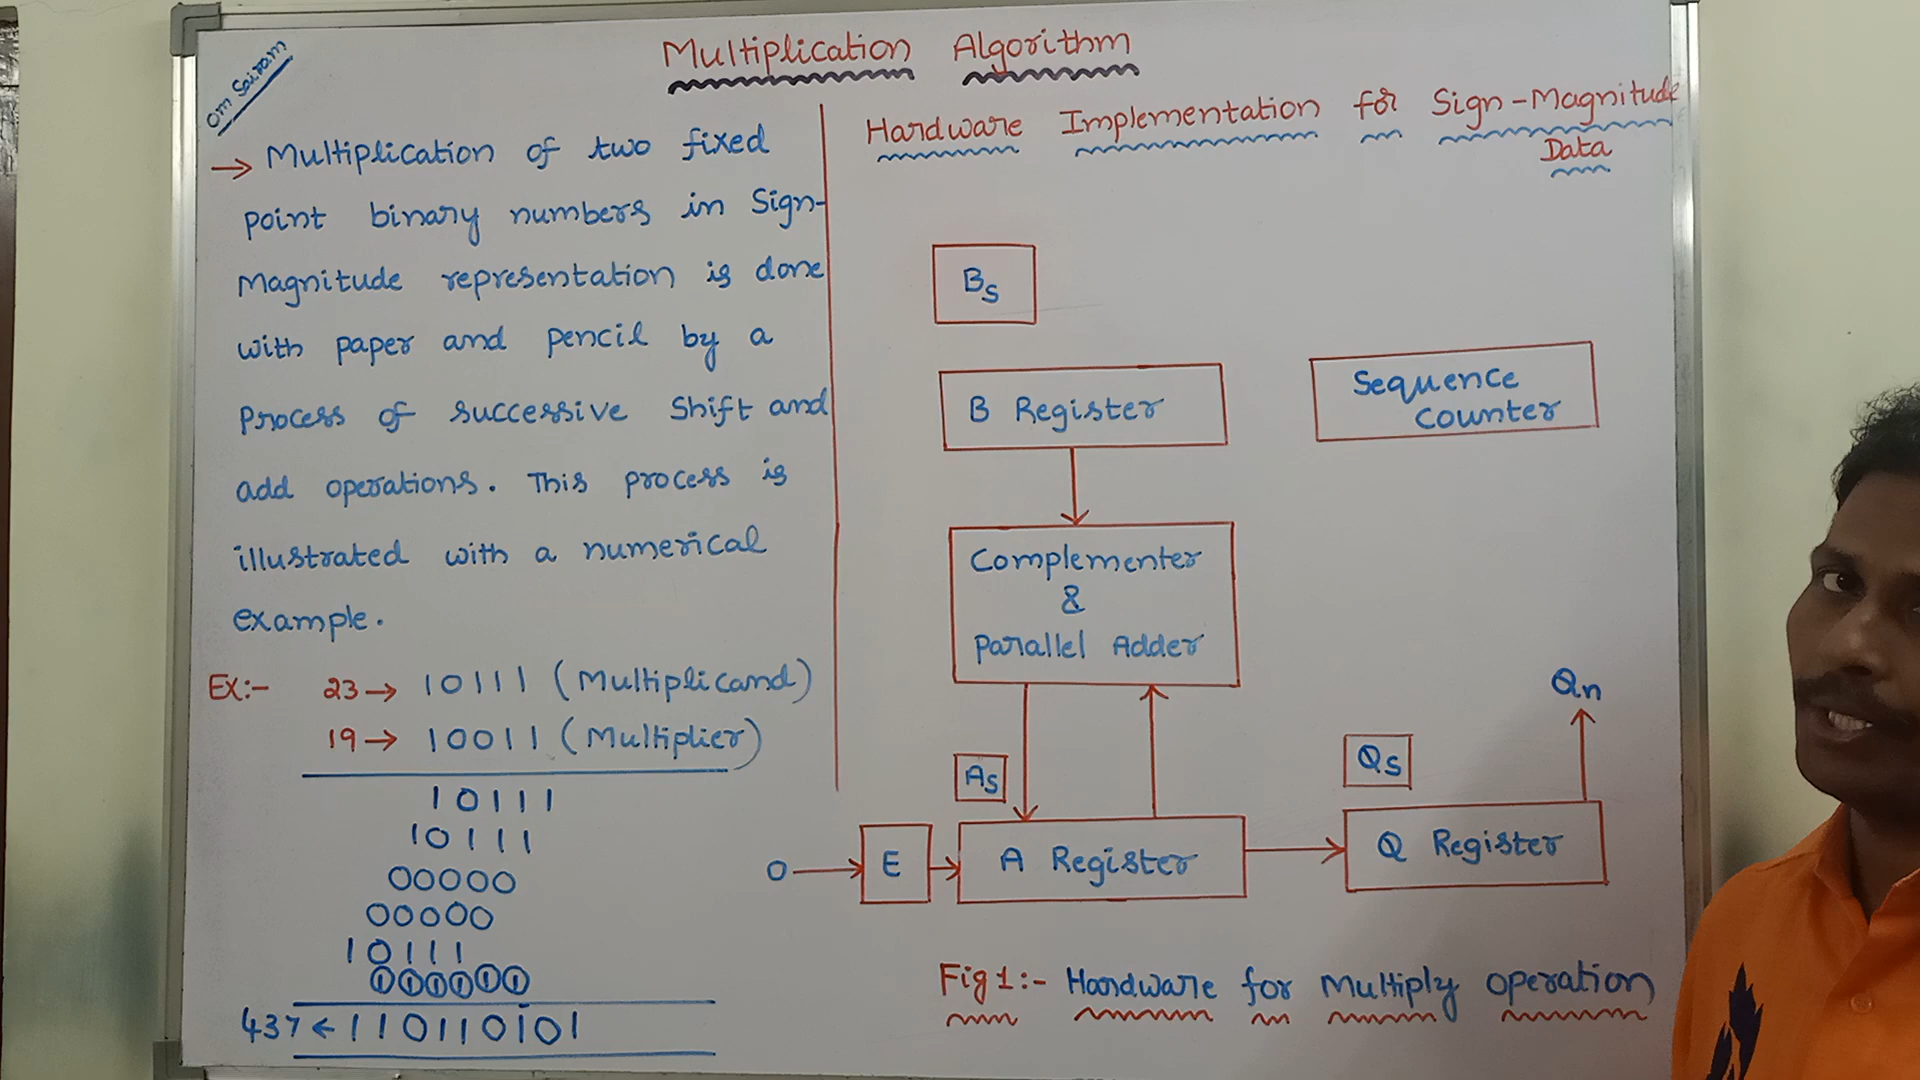 Om Sairam
Multiplication Algorithm
→ Multiplication of two fixed
point binary numbers in Sign-
Magnitude representation is done
with paper and pencil by a
Process of successive Shift and
add operations. This process is
illustrated with a numerical
example.
Ex:- 23 → 10111 (Multiplicand)
19 → 10011 (Multiplier)
10111
10111
00000
00000
10111
①①①①①①
437 ← 110110101
Hardware Implementation for Sign-Magnitude
Data
Bs
B Register
Sequence
Counter
Complementer
&
Parallel Adder
Qn
As
Qs
0 → E
A Register
Q Register
Fig 1:- Hardware for Multiply operation